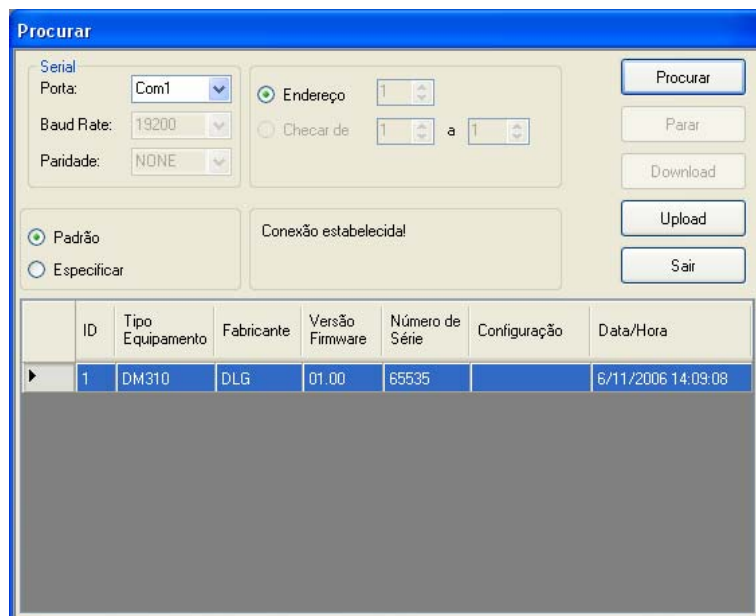 Procurar
Serial
Porta:
Com1
Baud Rate:
19200
Paridade:
NONE
Endereço
1
Checar de
1
a
1
Procurar
Parar
Download
Upload
Sair
Padrão
Especificar
Conexão estabelecida!
ID
Tipo
Equipamento
Fabricante
Versão
Firmware
Número de
Série
Configuração
Data/Hora
1
DM310
DLG
01.00
65535
6/11/2006 14:09:08